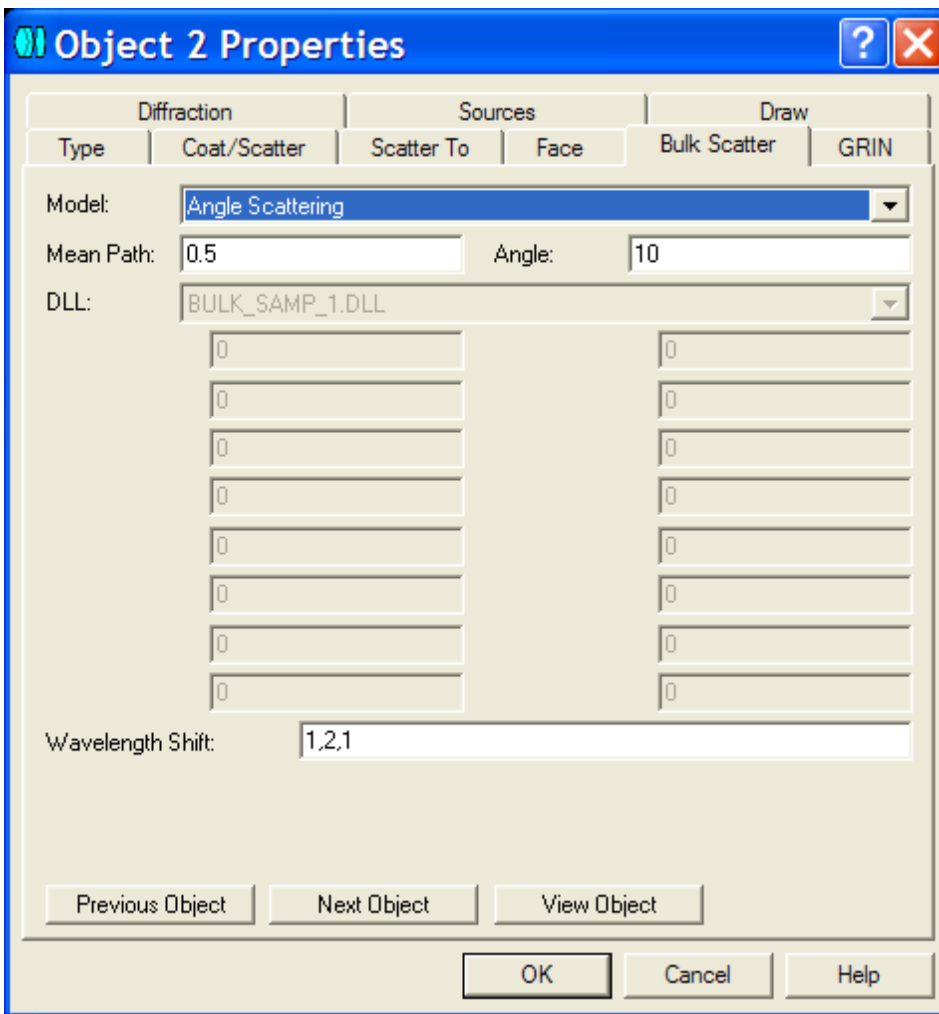 Object 2 Properties
Diffraction Sources Draw
Type Coat/Scatter Scatter To Face Bulk Scatter GRIN
Model: Angle Scattering
Mean Path: 0.5 Angle: 10
DLL: BULK_SAMP_1.DLL
0 0
0 0
0 0
0 0
0 0
0 0
0 0
0 0
Wavelength Shift: 1,2,1
Previous Object Next Object View Object
OK Cancel Help